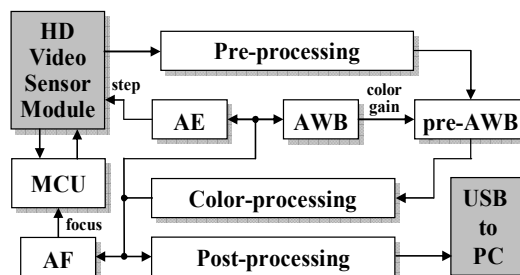 HD
Video
Sensor
Module
Pre-processing
step
color
gain
AE
AWB
pre-AWB
MCU
Color-processing
focus
USB
to
PC
AF
Post-processing